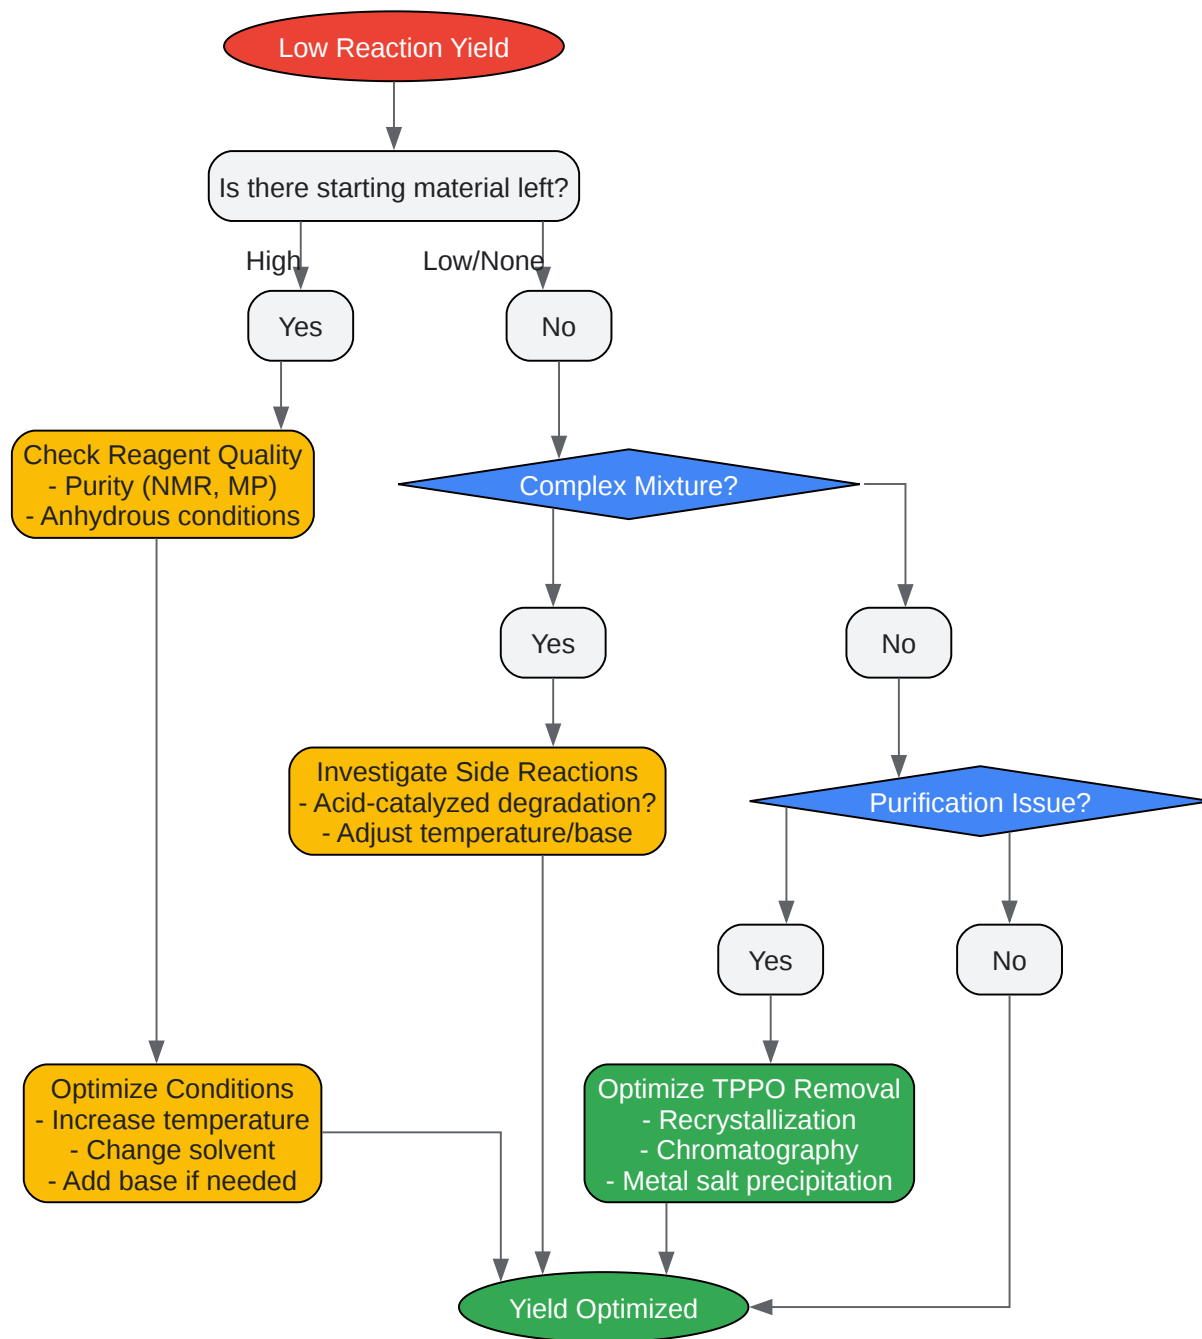 Low Reaction Yield
Is there starting material left?
High
Low/None
Yes
No
Check Reagent Quality
- Purity (NMR, MP)
- Anhydrous conditions
Complex Mixture?
Yes
No
Investigate Side Reactions
- Acid-catalyzed degradation?
- Adjust temperature/base
Purification Issue?
Yes
No
Optimize Conditions
- Increase temperature
- Change solvent
- Add base if needed
Optimize TPPO Removal
- Recrystallization
- Chromatography
- Metal salt precipitation
Yield Optimized